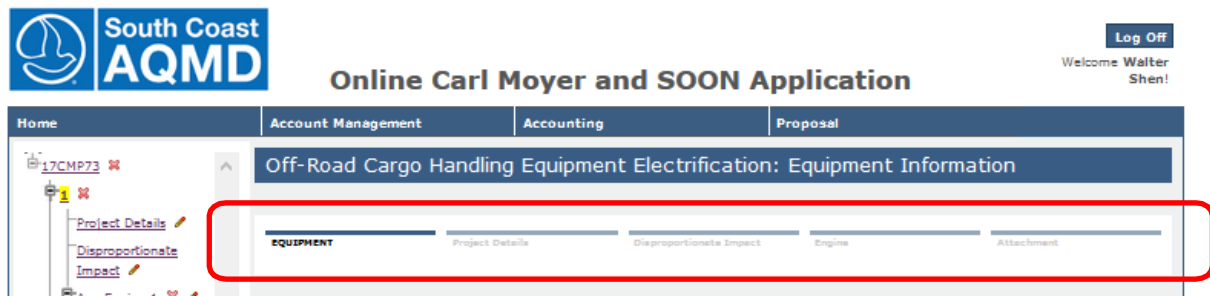 South Coast
AQMD
Online Carl Moyer and SOON Application
Log Off
Welcome Walter
Shen!
Home
Account Management
Accounting
Proposal
17CMP73
1
Project Details
Disproportionate
Impact
Off-Road Cargo Handling Equipment Electrification: Equipment Information
EQUIPMENT
Project Details
Disproportionate Impact
Engine
Attachment